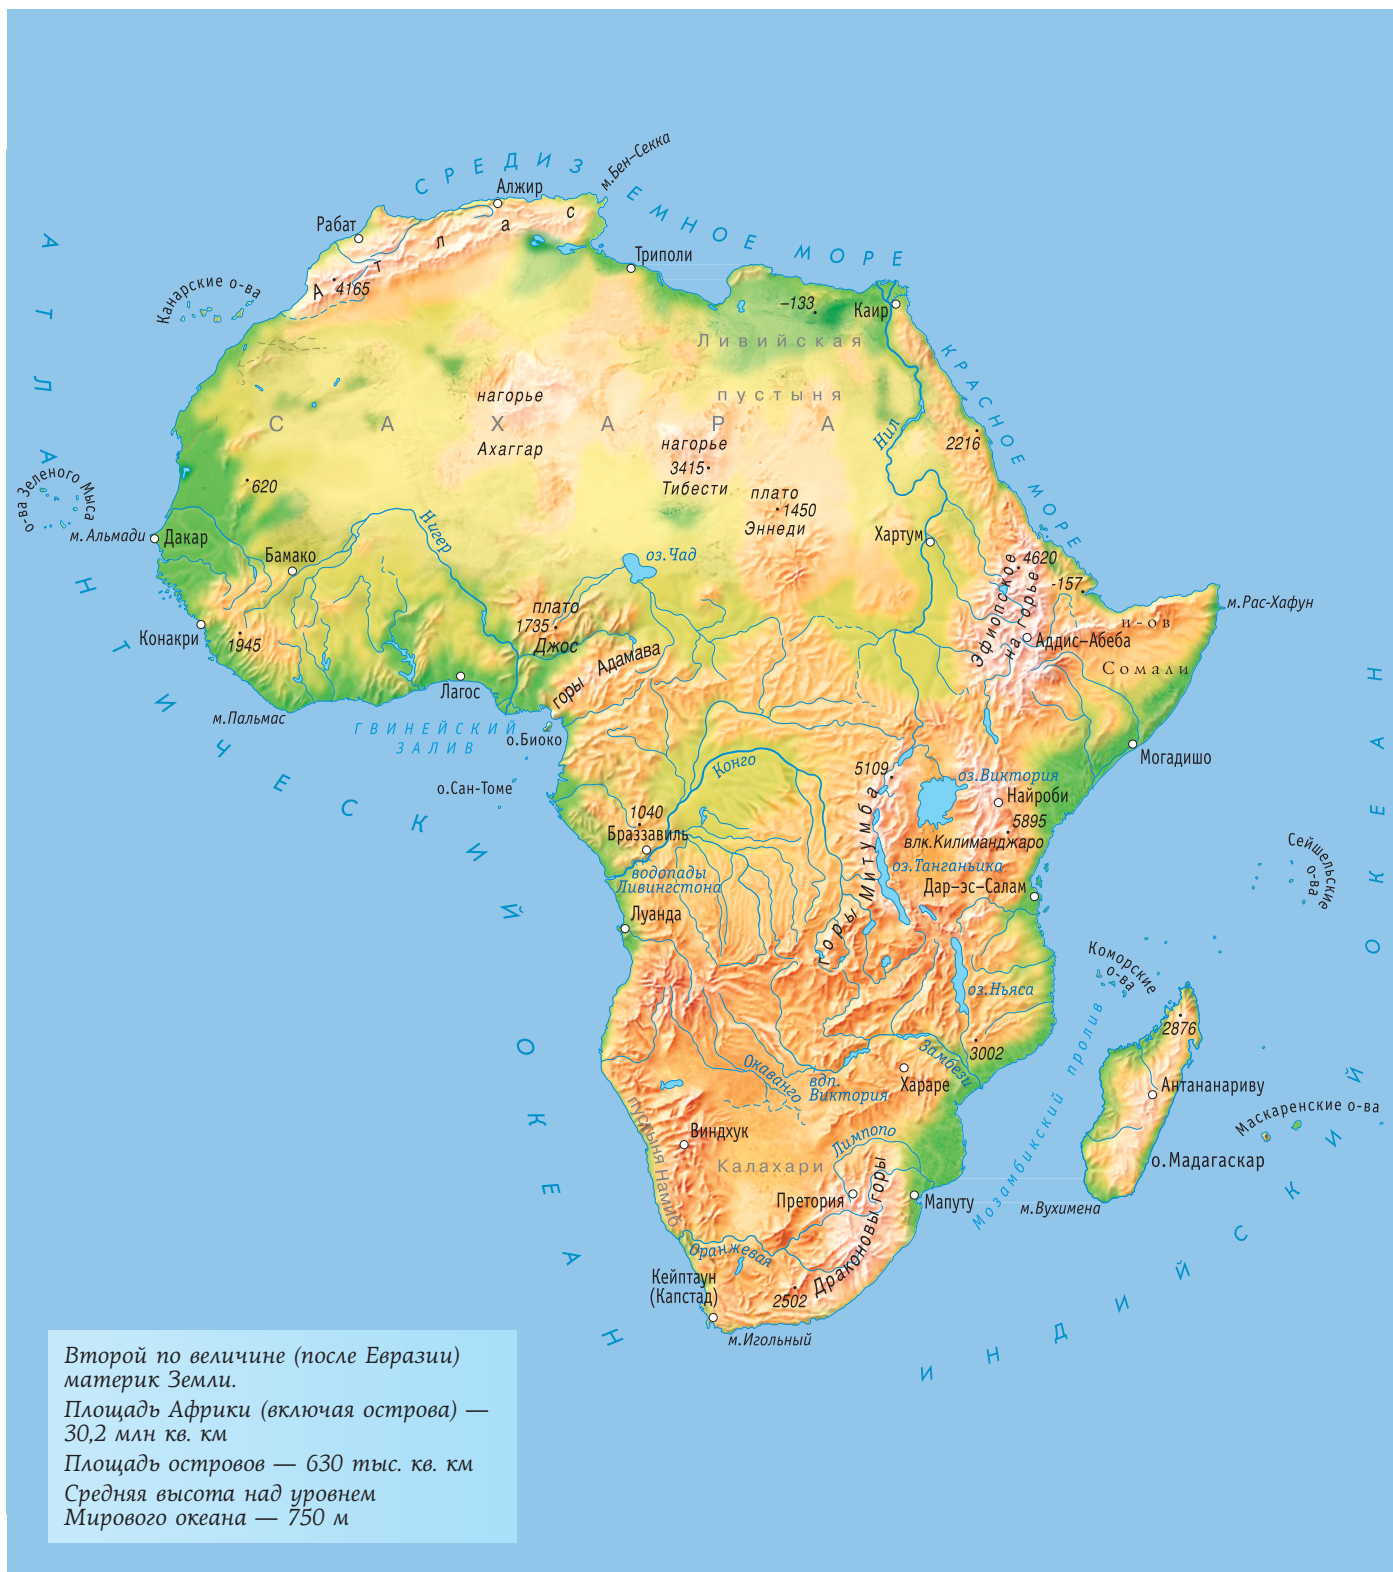 СРЕДИЗЕМНОЕ МОРЕ
м.Бен–Секка
Алжир
Рабат
Атлас
4165
Триполи
Канарские о-ва
–133
Каир
Ливийская
пустыня
КРАСНОЕ МОРЕ
АТЛАНТИЧЕСКИЙ ОКЕАН
САХАРА
нагорье
Ахаггар
нагорье
3415
Тибести
плато
1450
Эннеди
Нил
2216
о-ва Зеленого Мыса
620
м.Альмади
Дакар
Бамако
Нигер
оз.Чад
Хартум
4620
Эфиопское
нагорье
-157
м.Рас-Хафун
п-ов
Сомали
Аддис–Абеба
Конакри
1945
плато
1735
Джос
горы Адамава
Лагос
м.Пальмас
ГВИНЕЙСКИЙ
ЗАЛИВ
о.Биоко
о.Сан-Томе
Могадишо
Конго
5109
оз.Виктория
Найроби
5895
влк.Килиманджаро
1040
Браззавиль
водопады
Ливингстона
горы Митумба
оз.Танганьика
Дар–эс–Салам
Луанда
Сейшельские
о-ва
Коморские
о-ва
оз.Ньяса
2876
3002
Замбези
Хараре
вдп.
Виктория
Окаванго
Мозамбикский пролив
Антананариву
Маскаренские о-ва
о.Мадагаскар
пустыня Намиб
Виндхук
Калахари
Лимпопо
Претория
Мапуту
м.Вухимена
Драконовы горы
Оранжевая
Кейптаун
(Капстад)
2502
м.Игольный
ИНДИЙСКИЙ ОКЕАН
Второй по величине (после Евразии)
материк Земли.
Площадь Африки (включая острова) —
30,2 млн кв. км
Площадь островов — 630 тыс. кв. км
Средняя высота над уровнем
Мирового океана — 750 м